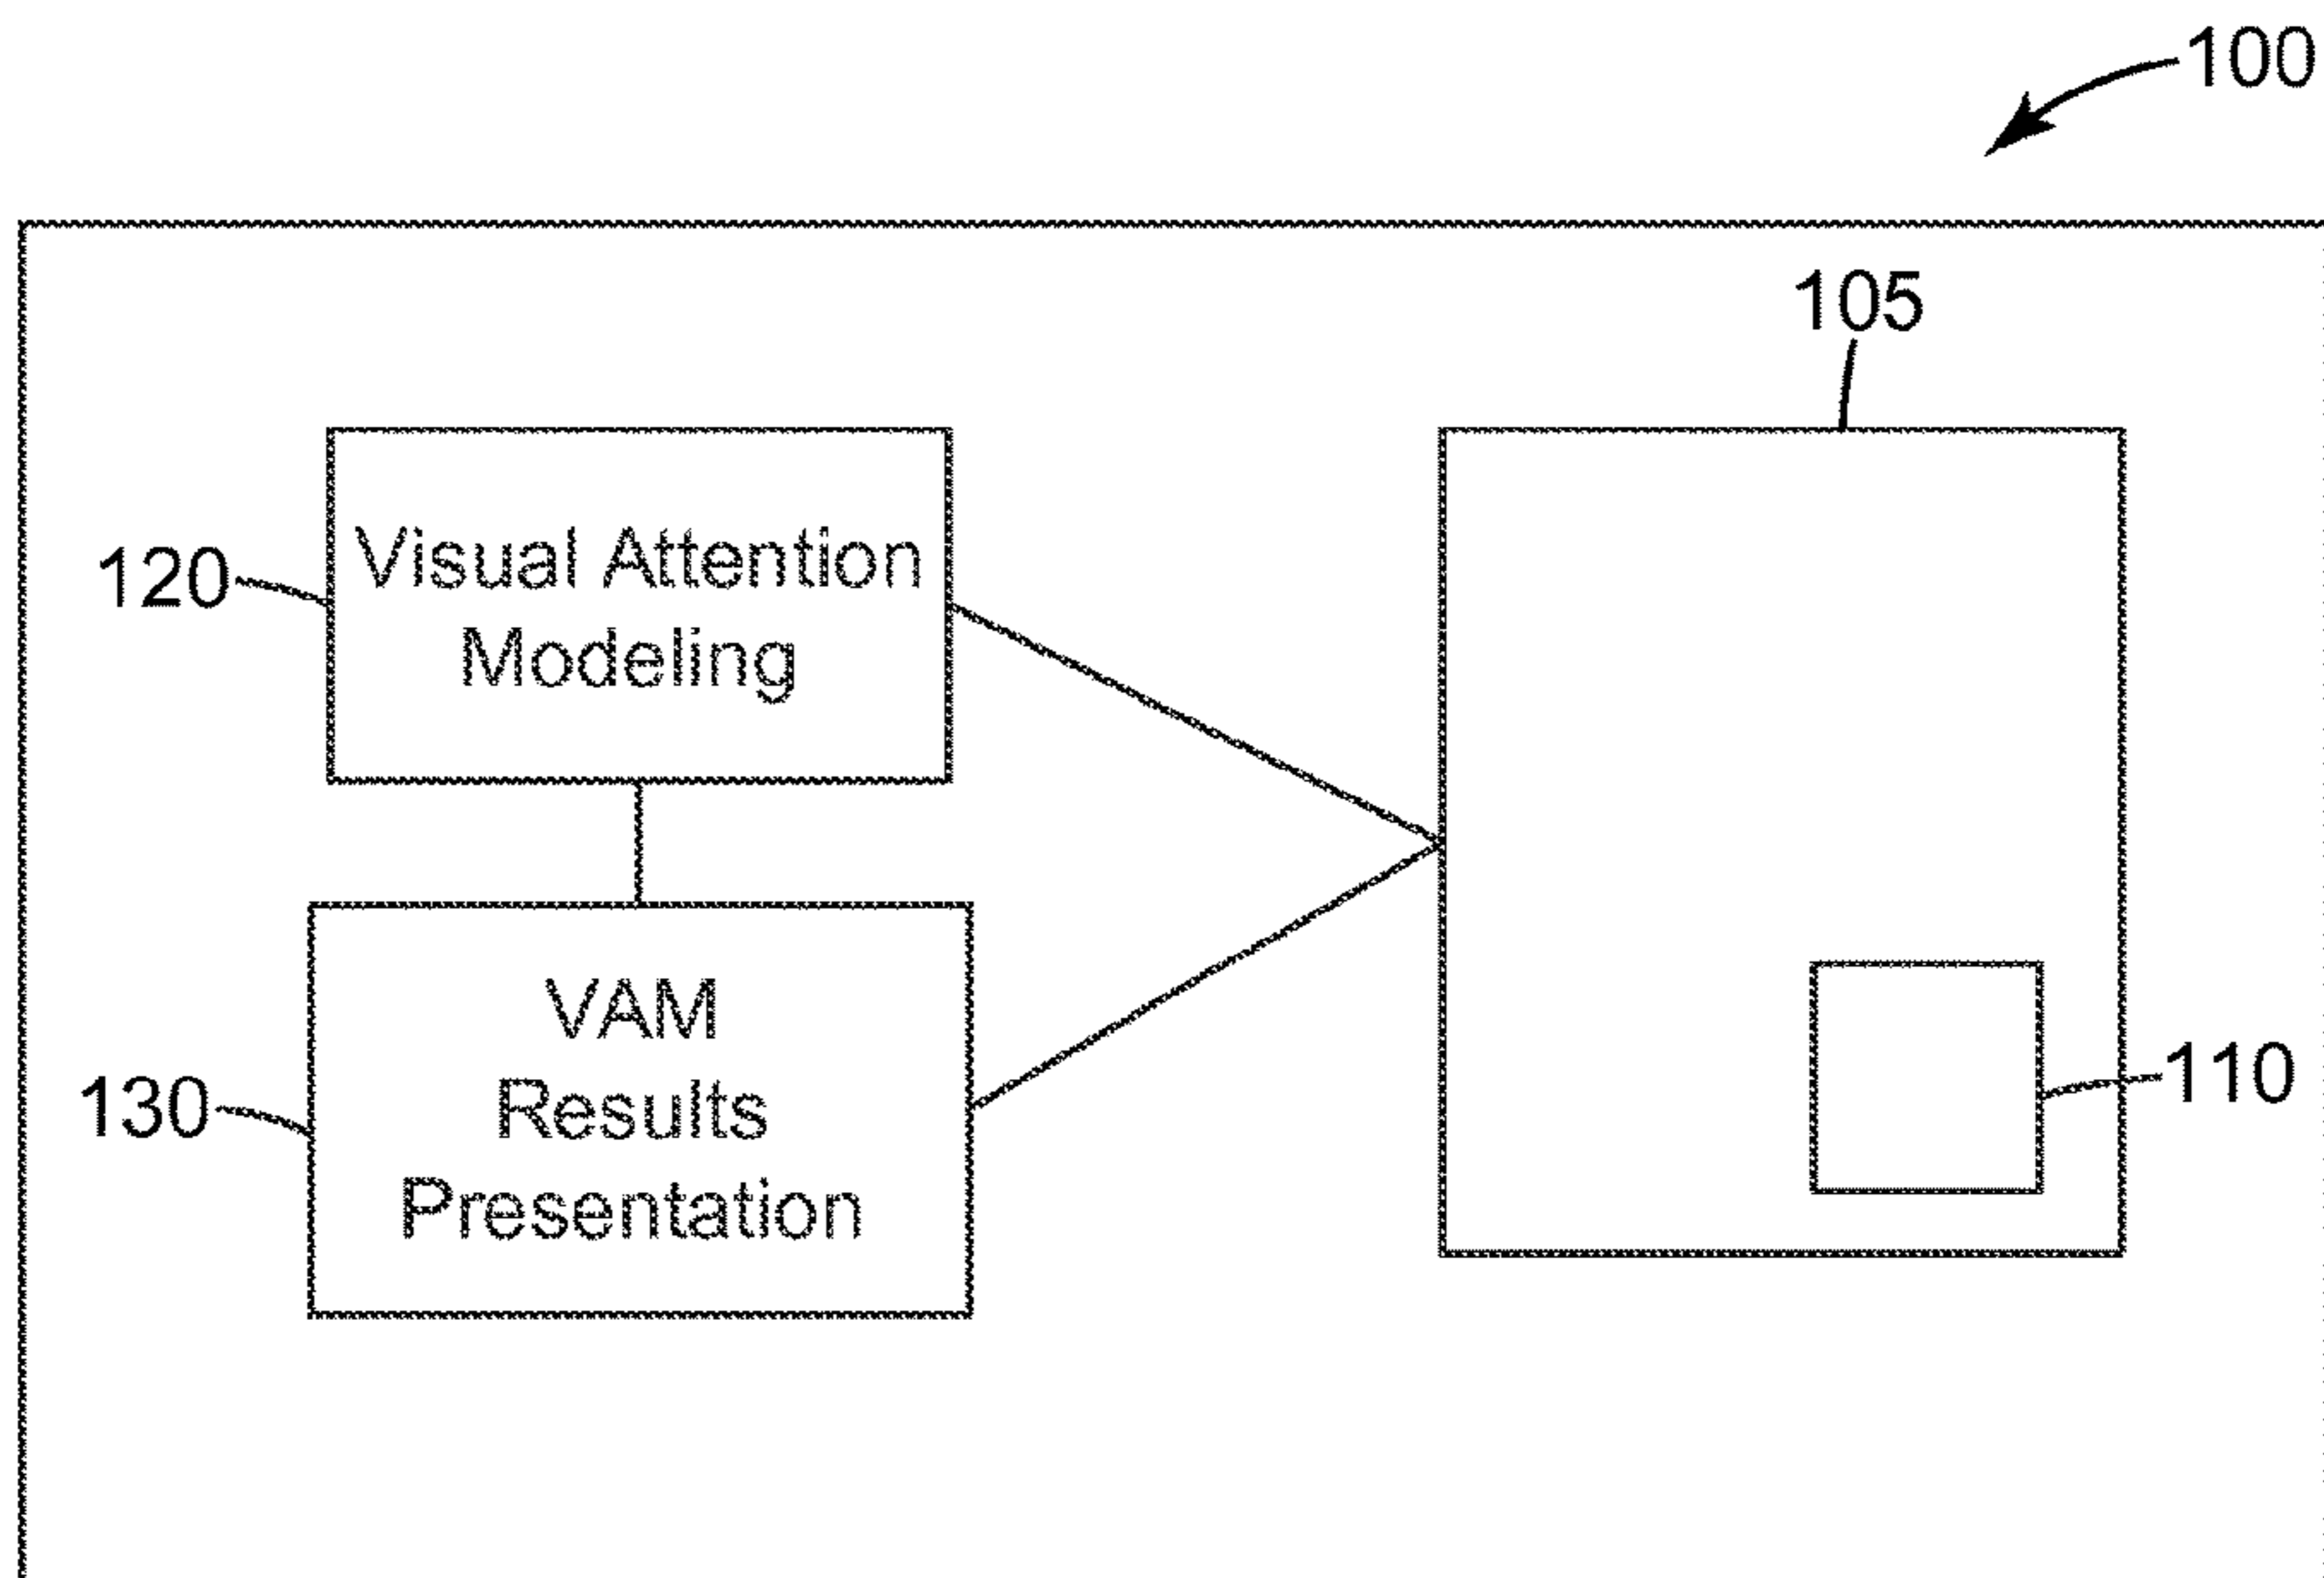 100
105
120
Visual Attention
Modeling
130
VAM
Results
Presentation
110